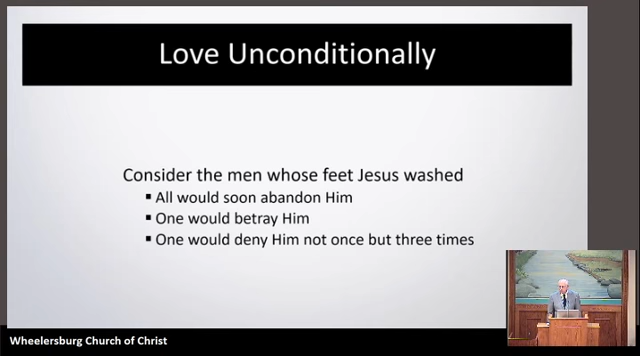 Love Unconditionally
Consider the men whose feet Jesus washed
▪ All would soon abandon Him
▪ One would betray Him
▪ One would deny Him not once but three times
Wheelersburg Church of Christ